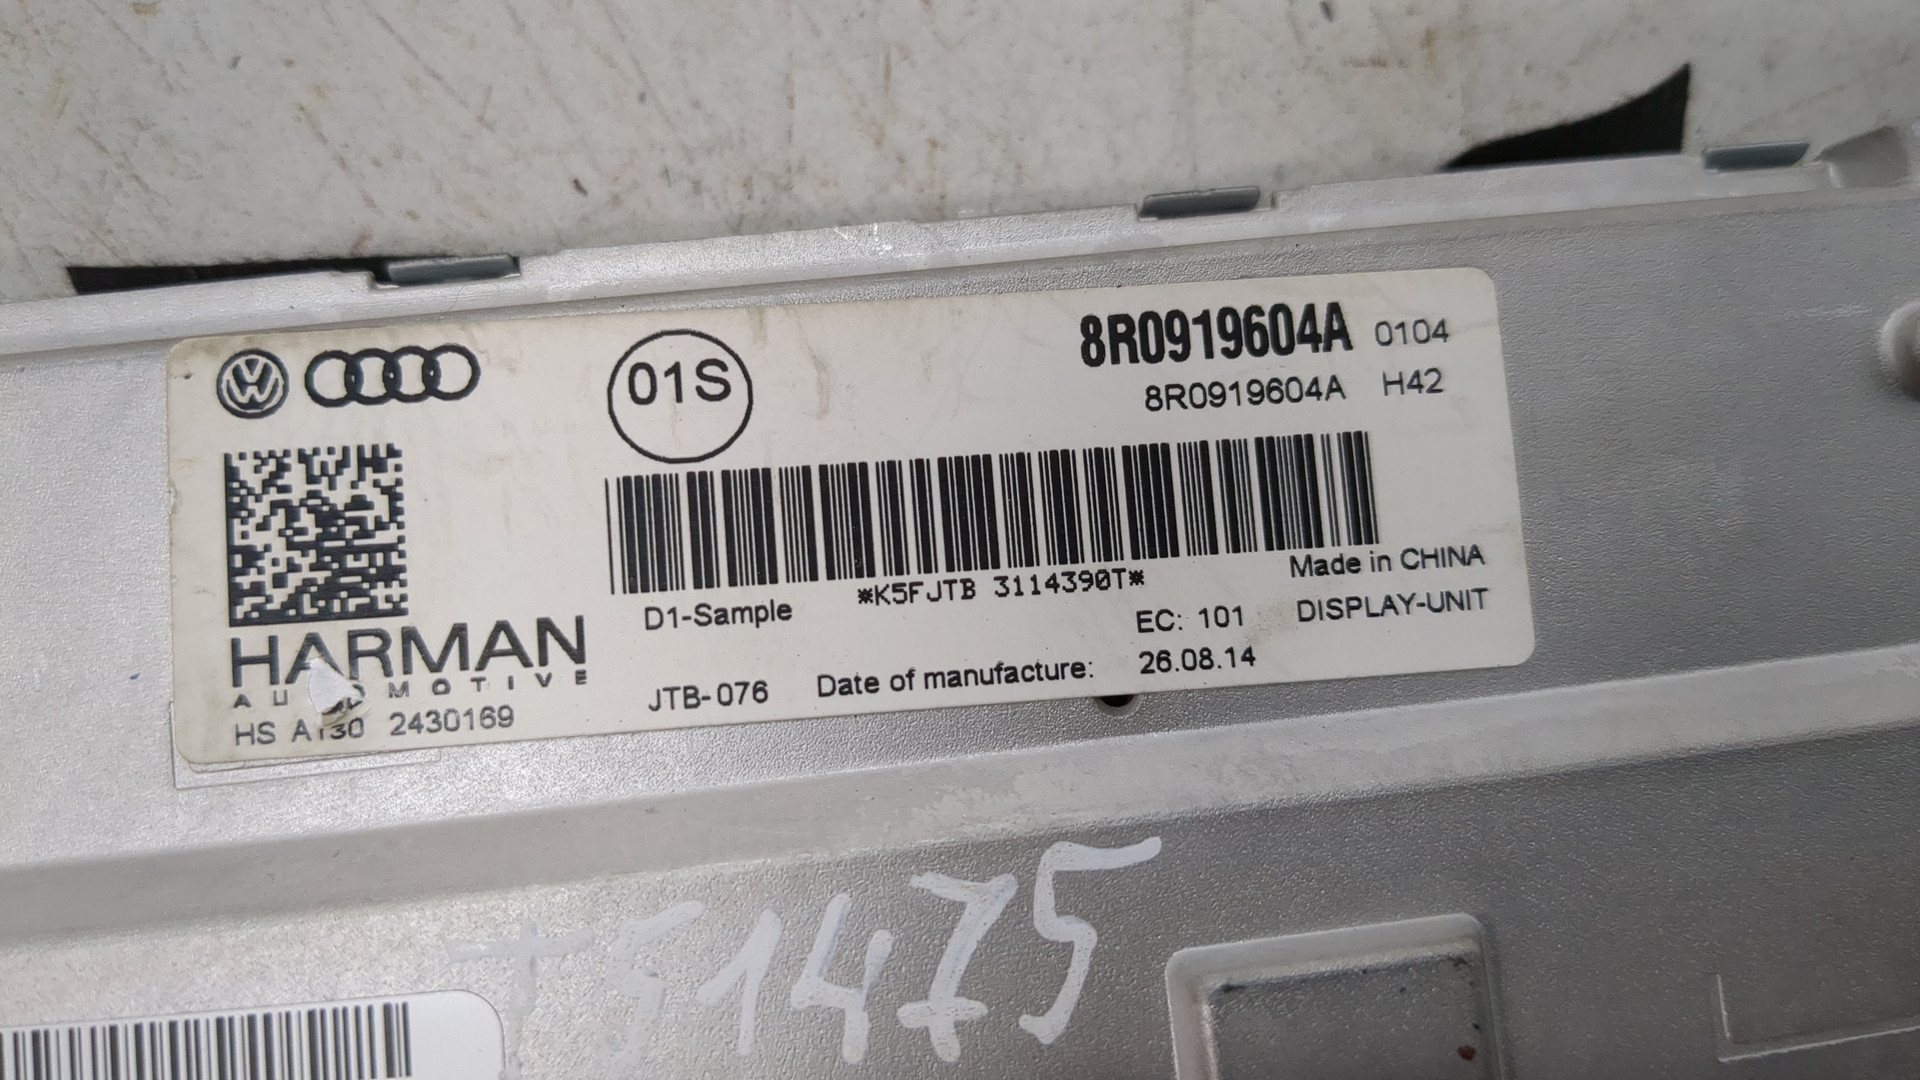 01S
8R0919604A 0104
8R0919604A H42
*K5FJTB 3114390T*
Made in CHINA
D1-Sample
EC: 101 DISPLAY-UNIT
HARMAN
JTB-076 Date of manufacture: 26.08.14
HS 2430169
+51475